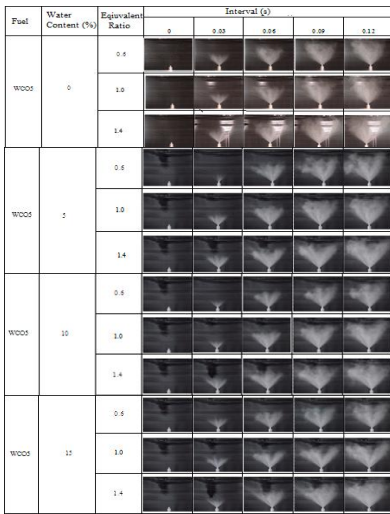 Fuel Water Content (%) Eqiuvalent Ratio Interval (s)
0 0.03 0.06 0.09 0.12
WCO5 0 0.6
1.0
1.4
WCO5 5 0.6
1.0
1.4
WCO5 10 0.6
1.0
1.4
WCO5 15 0.6
1.0
1.4